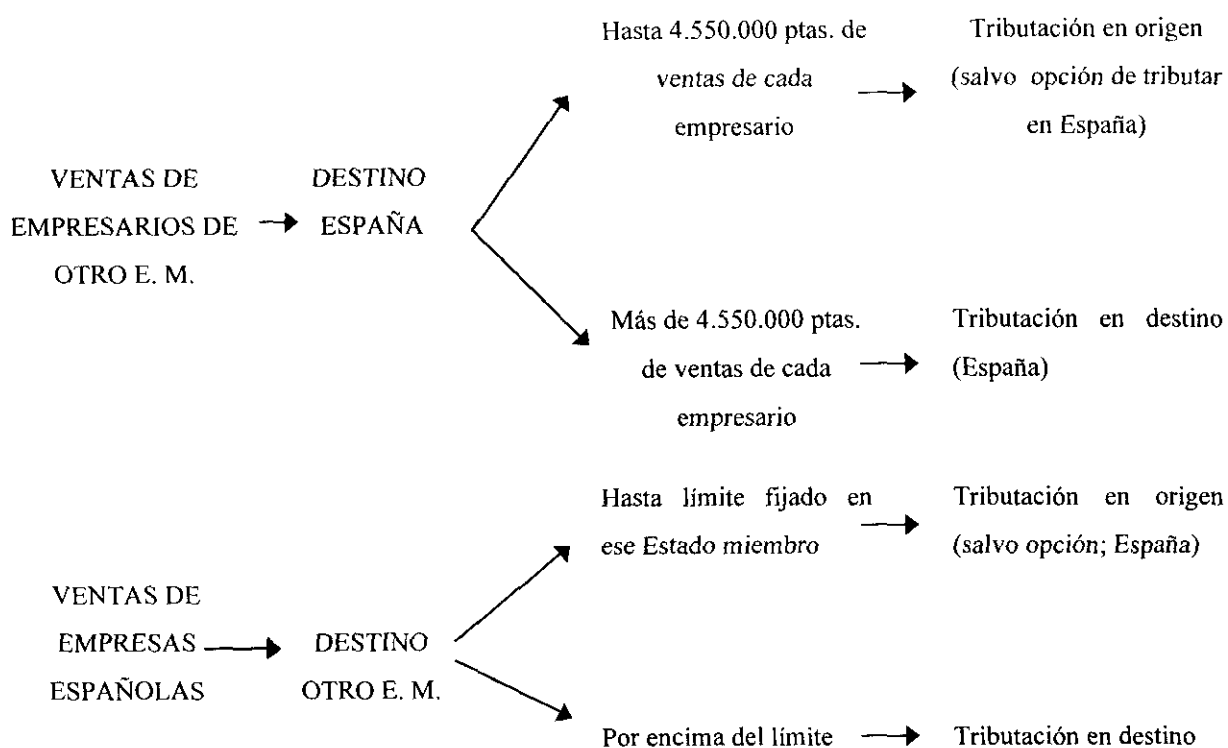 Hasta 4.550.000 ptas. de
ventas de cada
empresario
Tributación en origen
(salvo opción de tributar
en España)
VENTAS DE
EMPRESARIOS DE
OTRO E. M.
DESTINO
ESPAÑA
Más de 4.550.000 ptas.
de ventas de cada
empresario
Tributación en destino
(España)
Hasta límite fijado en
ese Estado miembro
Tributación en origen
(salvo opción; España)
VENTAS DE
EMPRESAS
ESPAÑOLAS
DESTINO
OTRO E. M.
Por encima del límite
Tributación en destino